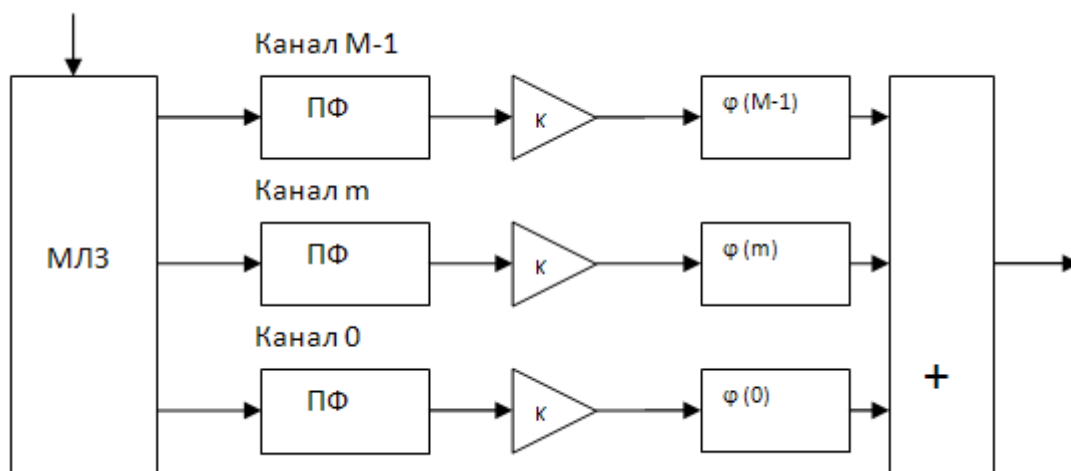 Канал M-1
ПФ
к
φ (M-1)
Канал m
МЛЗ
ПФ
к
φ (m)
Канал 0
ПФ
к
φ (0)
+